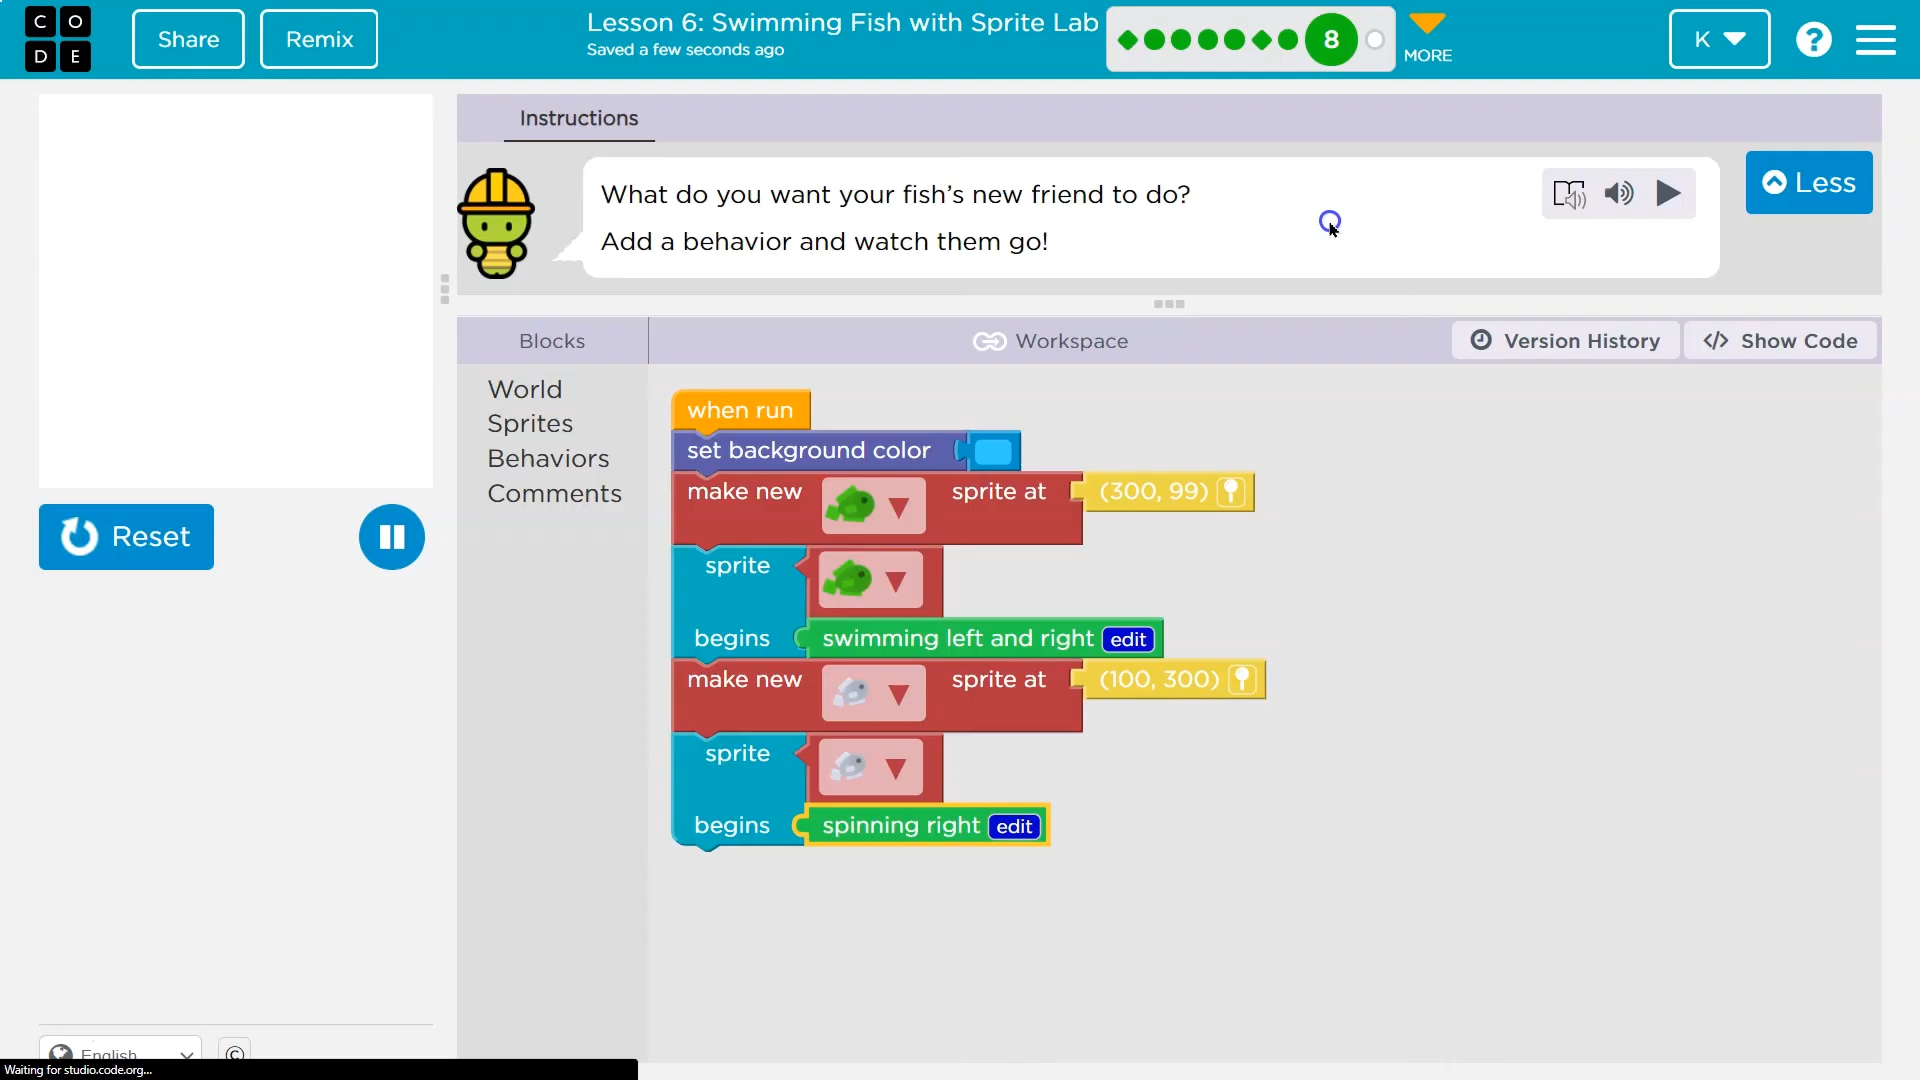 C O
D E
Share
Remix
Lesson 6: Swimming Fish with Sprite Lab
Saved a few seconds ago
8
MORE
K
?
Instructions
What do you want your fish's new friend to do?
Add a behavior and watch them go!
Less
Blocks
Workspace
Version History
</> Show Code
World
Sprites
Behaviors
Comments
when run
set background color
make new sprite at (300, 99)
sprite
begins swimming left and right edit
make new sprite at (100, 300)
sprite
begins spinning right edit
Reset
English
©
Waiting for studio.code.org...